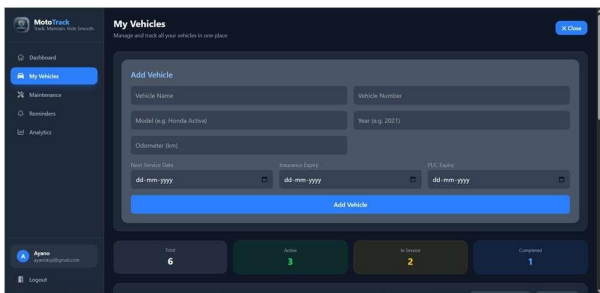 MotoTrack
Track. Maintain. Ride Smooth.
Dashboard
My Vehicles
Maintenance
Reminders
Analytics
A
Ayano
Logout
My Vehicles
Manage and track all your vehicles in one place
X Close
Add Vehicle
Vehicle Name
Vehicle Number
Model (e.g. Honda Activa)
Year (e.g. 2021)
Odometer (km)
Next Service Date
Insurance Expiry
PUC Expiry
dd-mm-yyyy
dd-mm-yyyy
dd-mm-yyyy
Add Vehicle
Total
6
Active
3
In Service
2
Completed
1